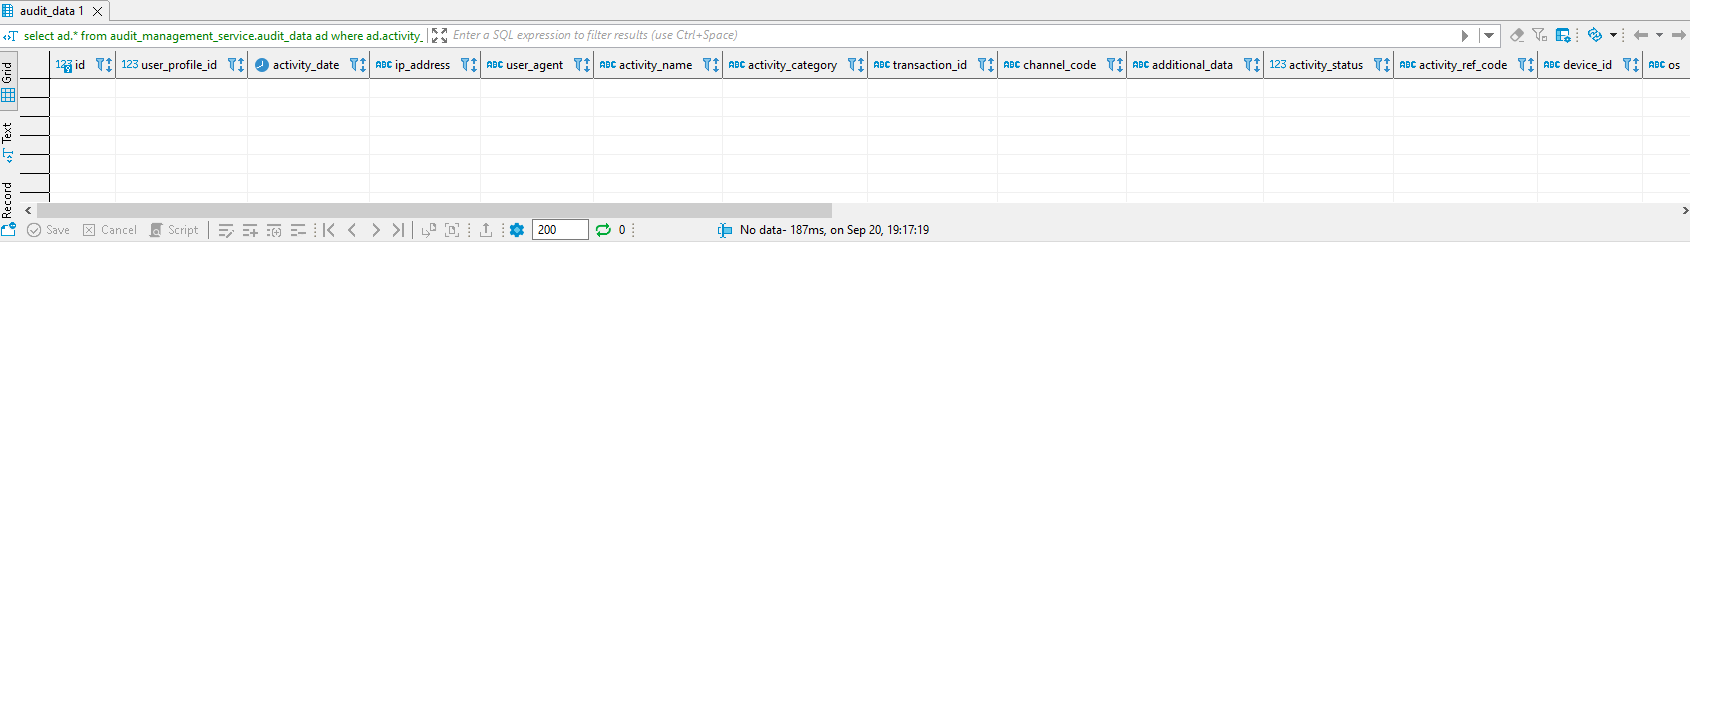 audit_data 1
select ad.* from audit_management_service.audit_data ad where ad.activity_ Enter a SQL expression to filter results (use Ctrl+Space)
Grid
123 id 123 user_profile_id activity_date ABC ip_address ABC user_agent ABC activity_name ABC activity_category ABC transaction_id ABC channel_code ABC additional_data 123 activity_status ABC activity_ref_code ABC device_id ABC os
Text
Record
Save Cancel Script 200 0 No data- 187ms, on Sep 20, 19:17:19